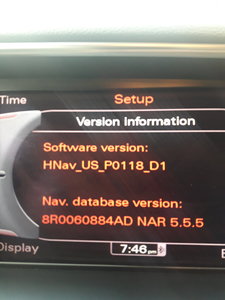 Time
Setup
Version Information
Software version:
HNav_US_P0118_D1
Nav. database version:
8R0060884AD NAR 5.5.5
Display
7:46 pm